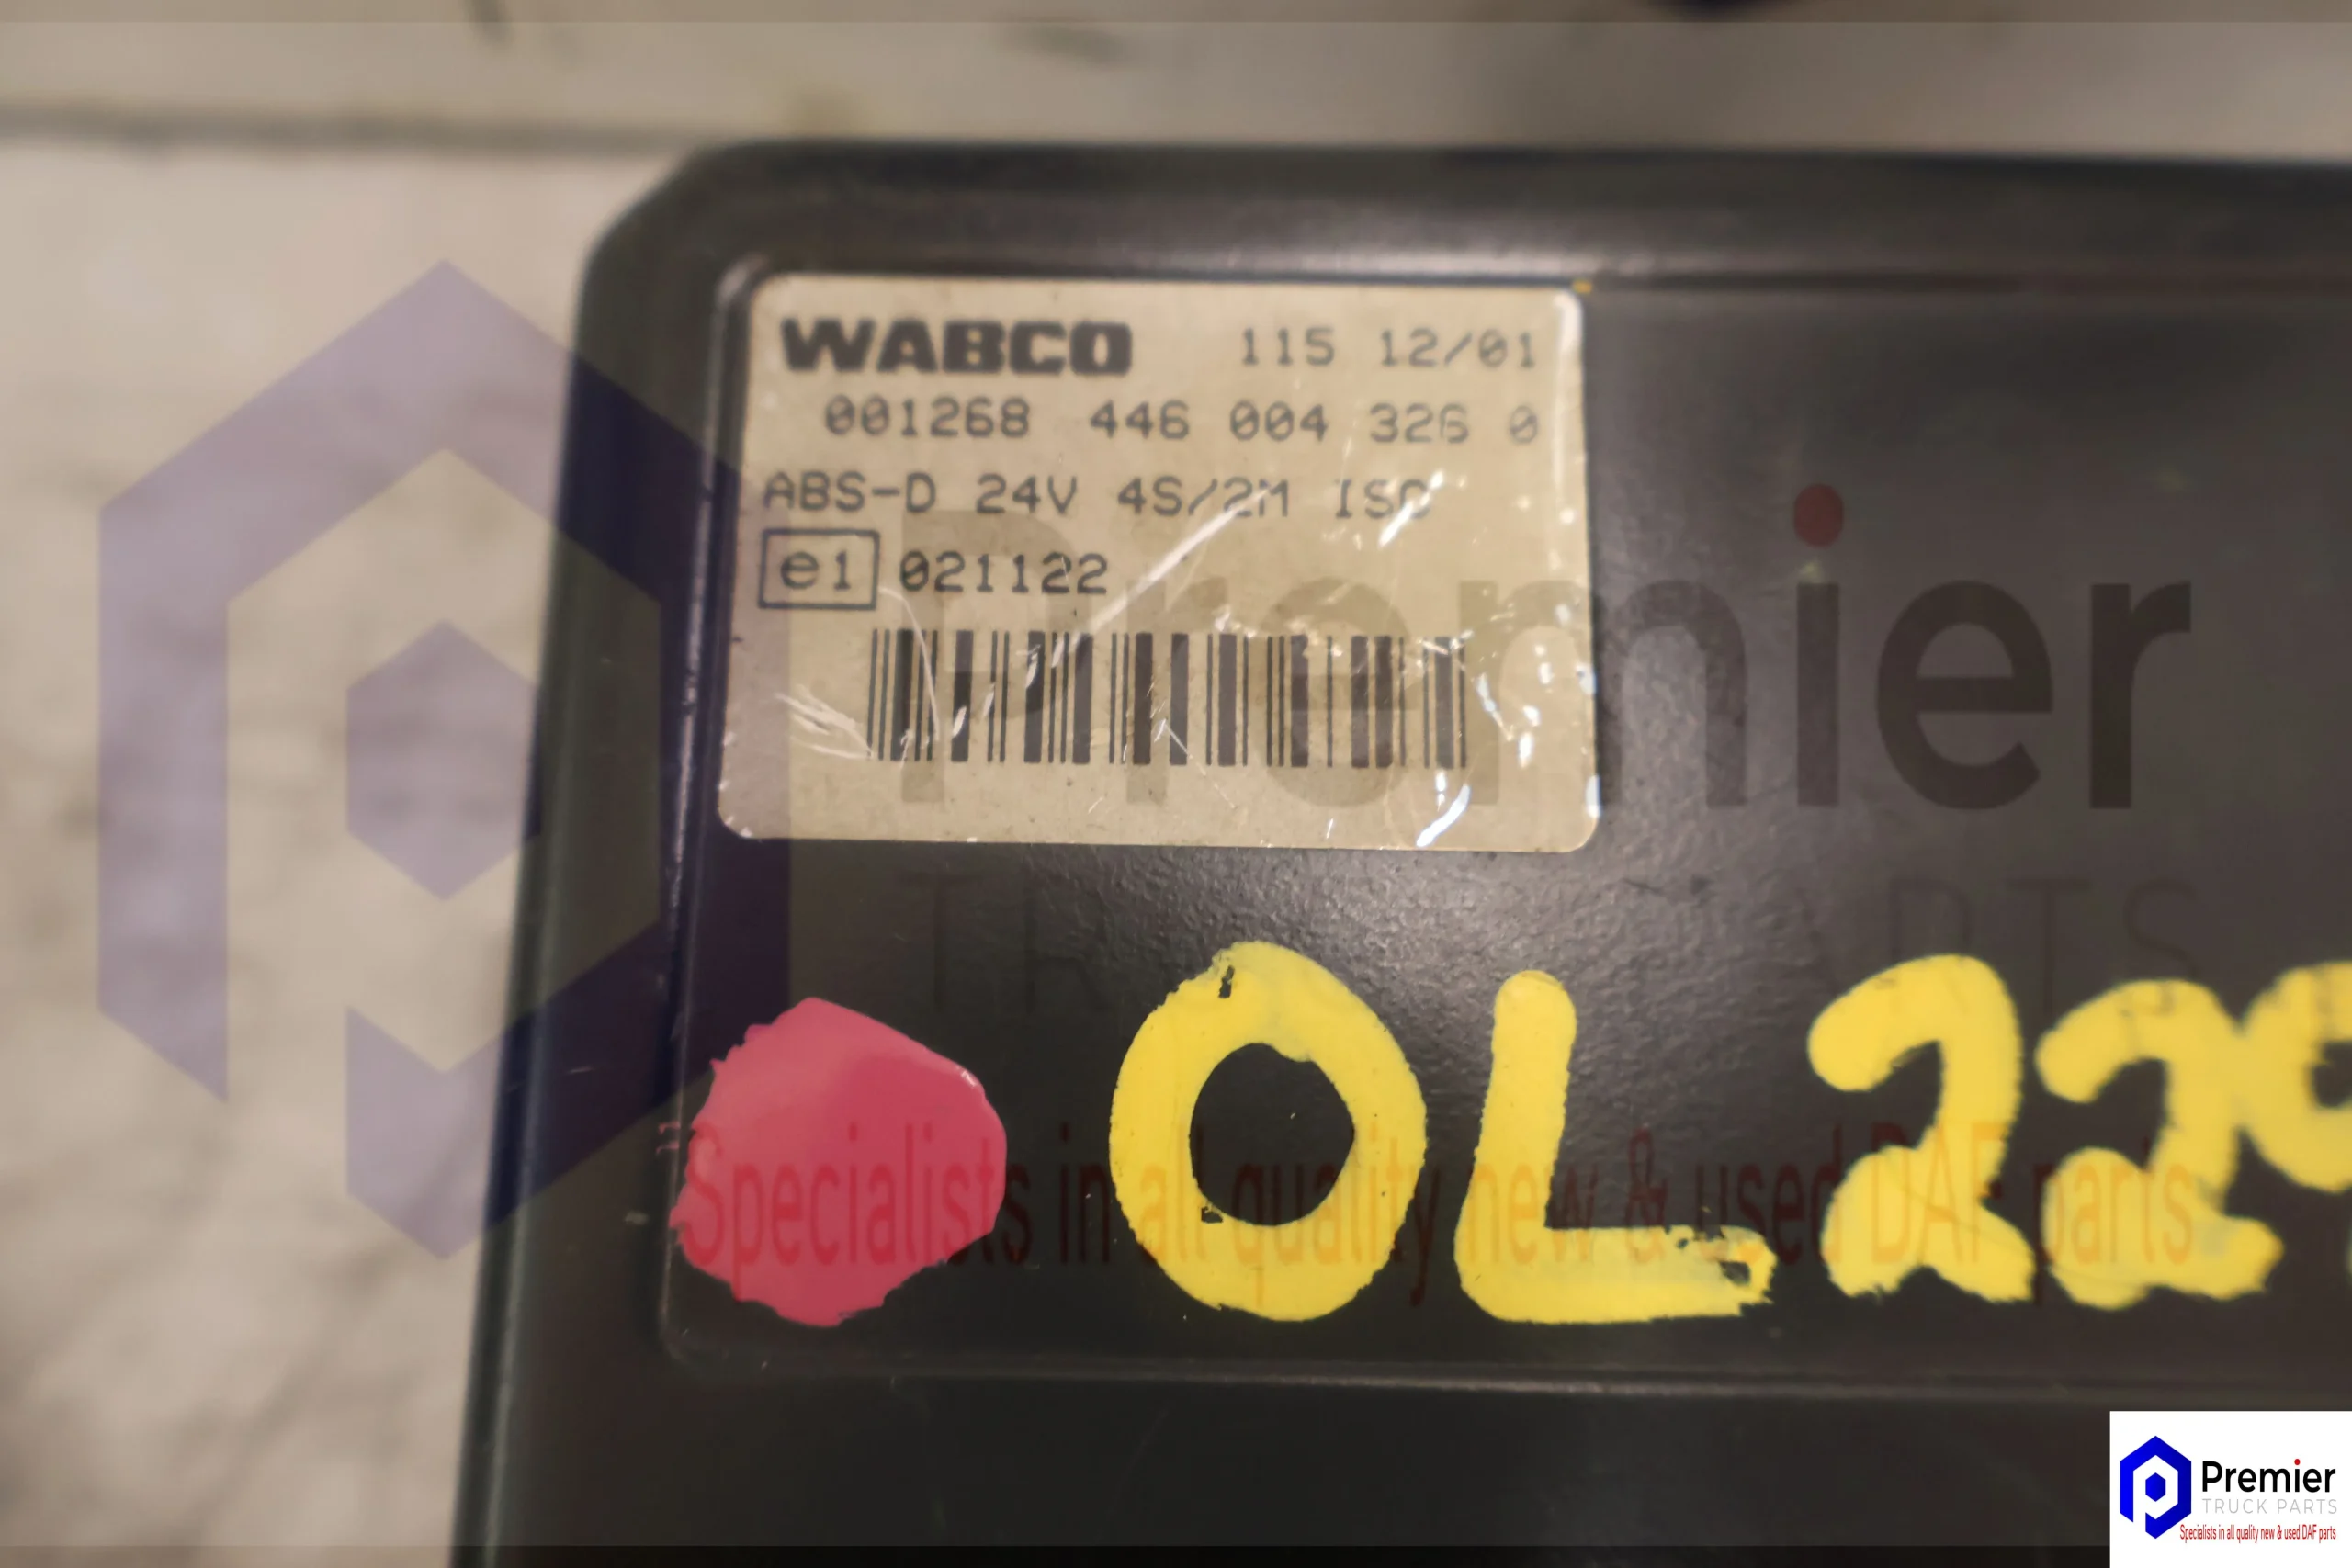 WABCO 115 12/01
001268 446 004 326 0
ABS-D 24V 4S/2M ISO
e1 021122
Premier
TRUCK PARTS
Specialists in all quality new & used DAF parts
OL 22
Premier
TRUCK PARTS
Specialists in all quality new & used DAF parts